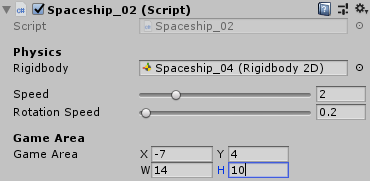 Spaceship_02 (Script)
Script Spaceship_02
Physics
Rigidbody Spaceship_04 (Rigidbody 2D)
Speed 2
Rotation Speed 0.2
Game Area
Game Area X -7 Y 4
W 14 H 10